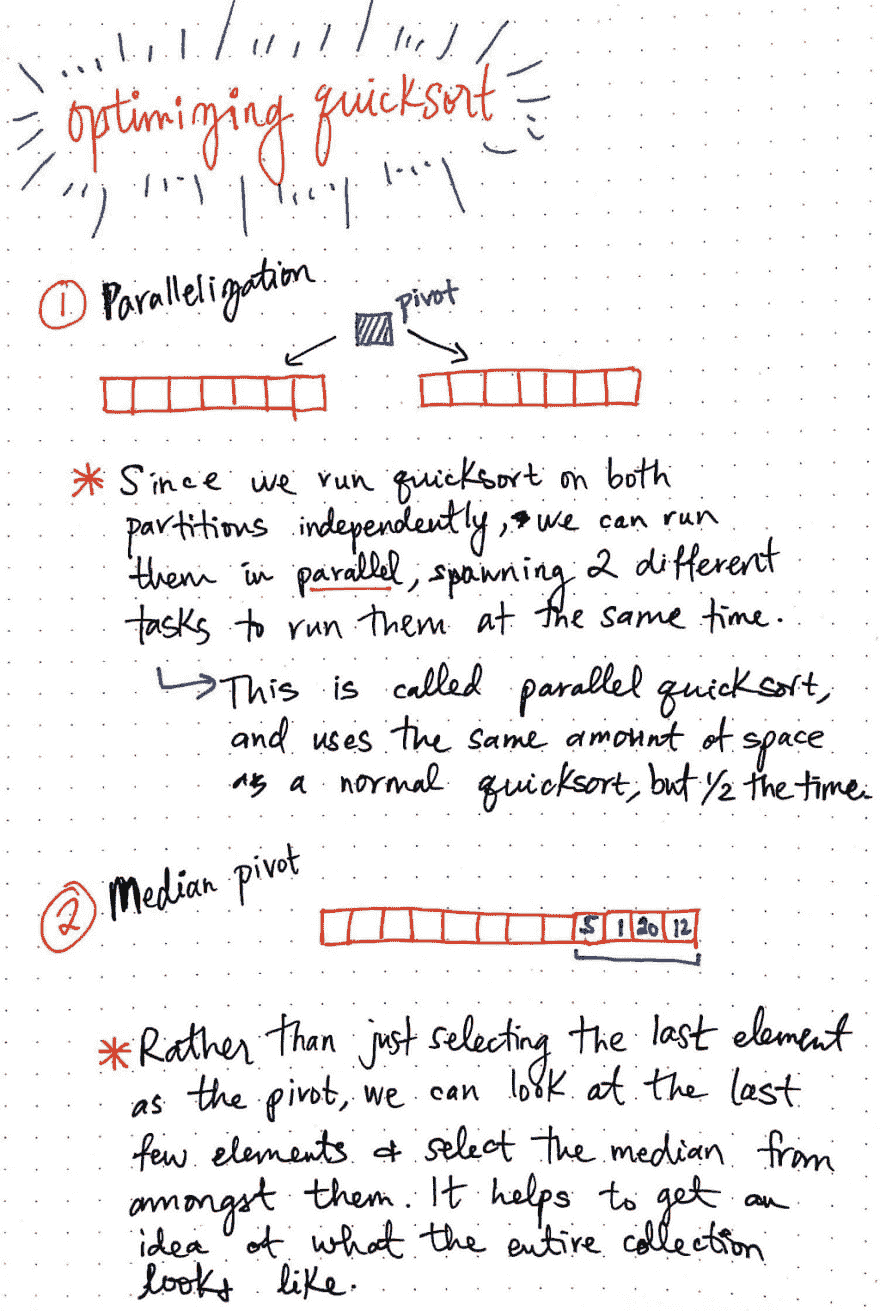 optimizing quicksort
1 Parallelization
pivot
* Since we run quicksort on both
partitions independently, we can run
them in parallel, spawning 2 different
tasks to run them at the same time.
↳ This is called parallel quicksort,
and uses the same amount of space
as a normal quicksort, but 1/2 the time.
2 Median pivot
5 1 20 12
* Rather than just selecting the last element
as the pivot, we can look at the last
few elements & select the median from
amongst them. It helps to get an
idea of what the entire collection
looks like.